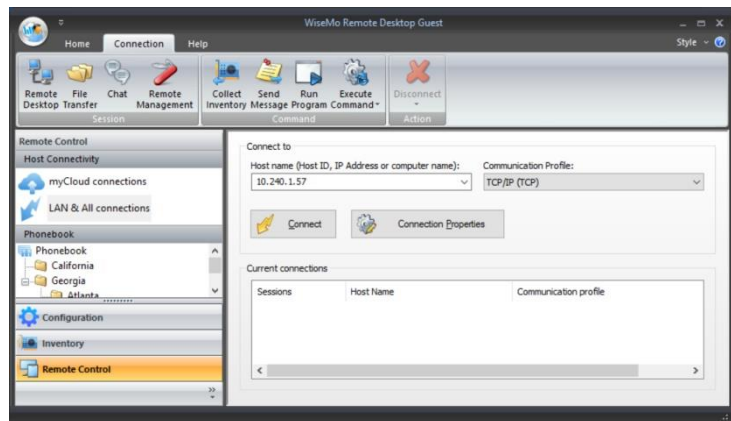 WiseMo Remote Desktop Guest
Home Connection Help
Style
Remote Desktop
File Transfer
Chat
Remote Management
Session
Collect Inventory
Send Message
Run Program
Execute Command
Command
Disconnect
Action
Remote Control
Host Connectivity
myCloud connections
LAN & All connections
Phonebook
Phonebook
California
Georgia
Atlanta
Configuration
Inventory
Remote Control
Connect to
Host name (Host ID, IP Address or computer name):
10.240.1.57
Communication Profile:
TCP/IP (TCP)
Connect
Connection Properties
Current connections
Sessions Host Name Communication profile